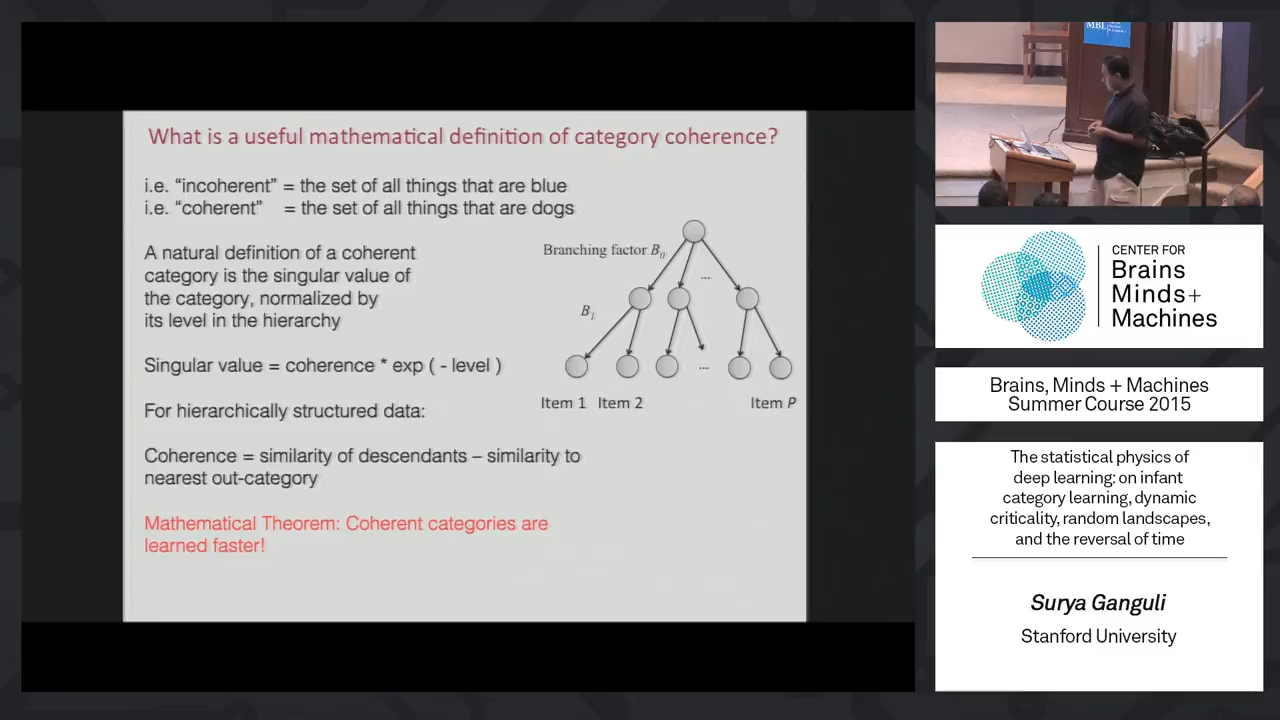 What is a useful mathematical definition of category coherence?
i.e. “incoherent” = the set of all things that are blue
i.e. “coherent” = the set of all things that are dogs
A natural definition of a coherent
category is the singular value of
the category, normalized by
its level in the hierarchy
Singular value = coherence * exp ( - level )
For hierarchically structured data:
Coherence = similarity of descendants – similarity to
nearest out-category
Mathematical Theorem: Coherent categories are
learned faster!
Branching factor B0
...
B1
...
Item 1 Item 2 Item P
MBL
CENTER FOR
Brains
Minds+
Machines
Brains, Minds + Machines
Summer Course 2015
The statistical physics of
deep learning: on infant
category learning, dynamic
criticality, random landscapes,
and the reversal of time
Surya Ganguli
Stanford University